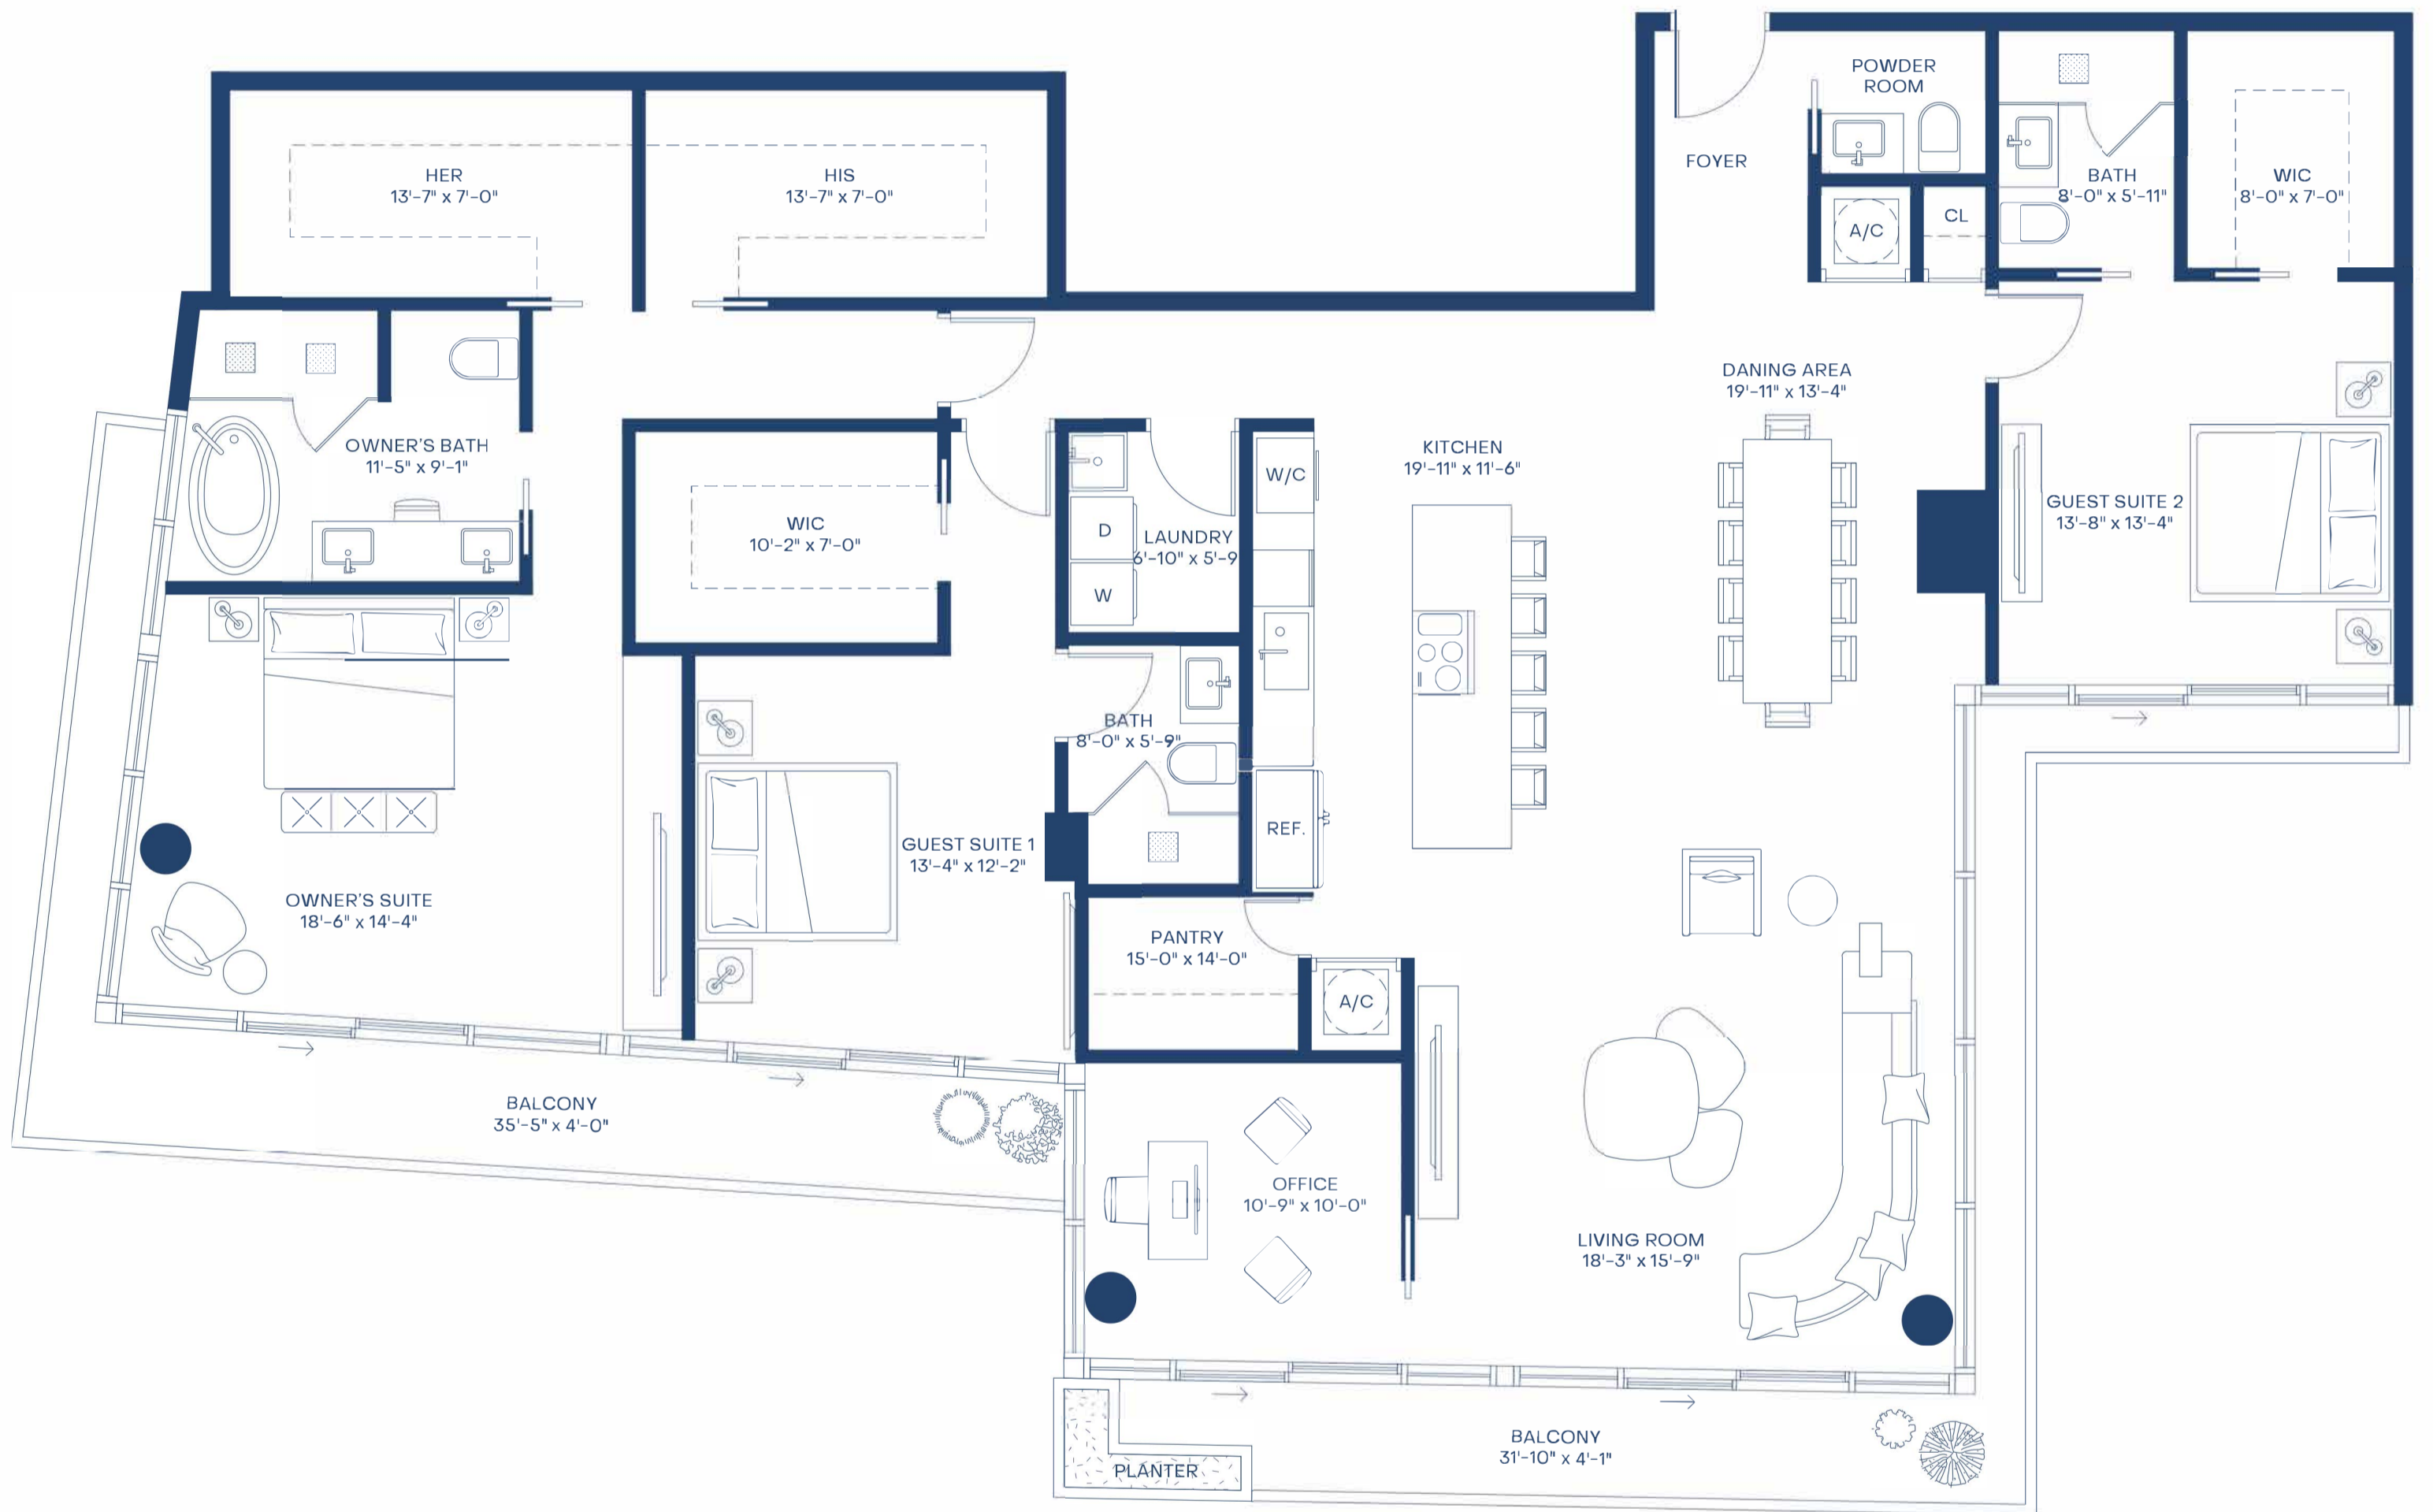 POWDER
ROOM
FOYER
HER
13'-7" x 7'-0"
HIS
13'-7" x 7'-0"
BATH
8'-0" x 5'-11"
WIC
8'-0" x 7'-0"
A/C
CL
DANING AREA
19'-11" x 13'-4"
OWNER'S BATH
11'-5" x 9'-1"
KITCHEN
19'-11" x 11'-6"
W/C
WIC
10'-2" x 7'-0"
D
LAUNDRY
6'-10" x 5'-9
W
GUEST SUITE 2
13'-8" x 13'-4"
BATH
8'-0" x 5'-9"
REF.
GUEST SUITE 1
13'-4" x 12'-2"
OWNER'S SUITE
18'-6" x 14'-4"
PANTRY
15'-0" x 14'-0"
A/C
BALCONY
35'-5" x 4'-0"
OFFICE
10'-9" x 10'-0"
LIVING ROOM
18'-3" x 15'-9"
BALCONY
31'-10" x 4'-1"
PLANTER